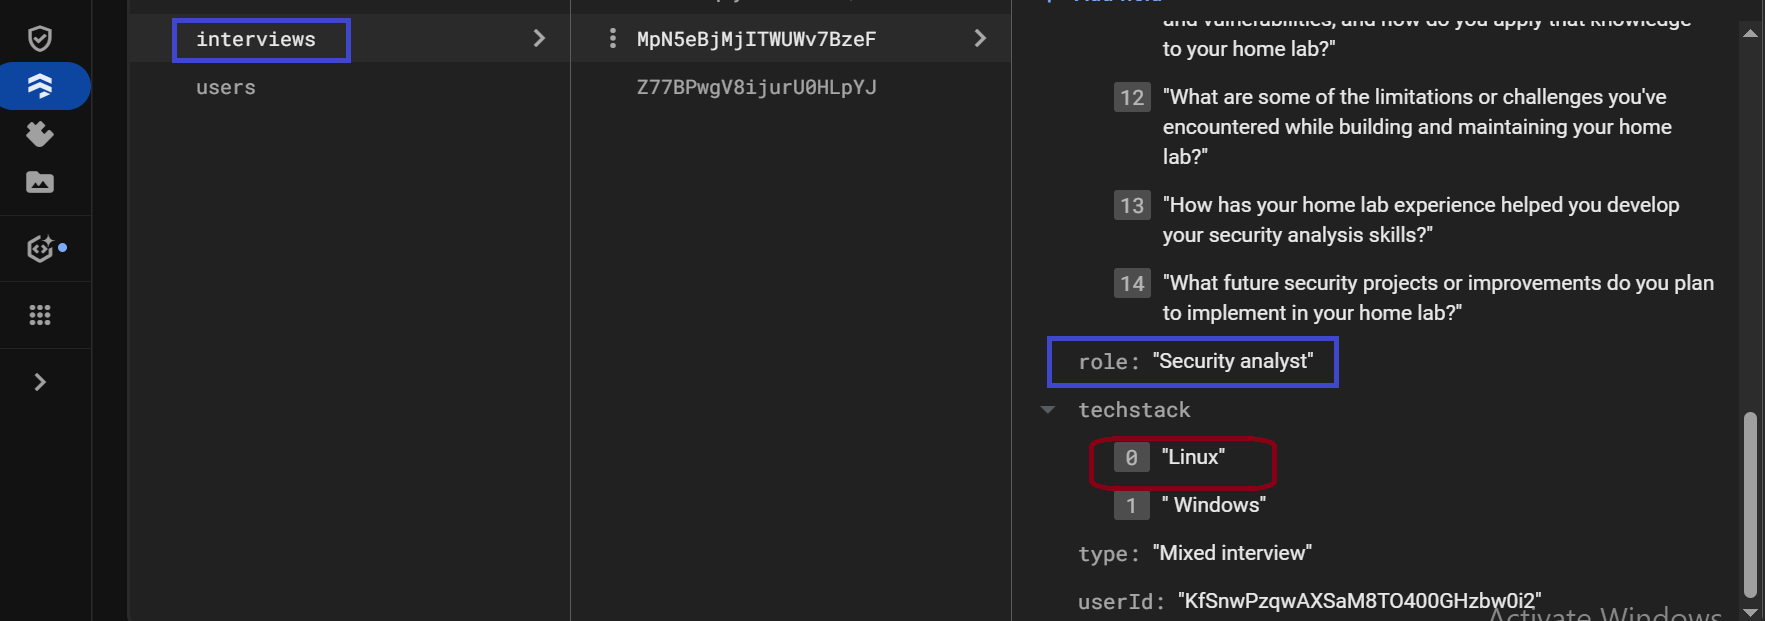 interviews
users
MpN5eBjMjITWUWv7BzeF
Z77BPwgV8ijurU0HLpYJ
and vulnerabilities, and how do you apply that knowledge
to your home lab?"
12 "What are some of the limitations or challenges you've
encountered while building and maintaining your home
lab?"
13 "How has your home lab experience helped you develop
your security analysis skills?"
14 "What future security projects or improvements do you plan
to implement in your home lab?"
role: "Security analyst"
techstack
0 "Linux"
1 " Windows"
type: "Mixed interview"
userId: "KfSnwPzqwAXSaM8TO400GHzbw0i2"
Activate Windows